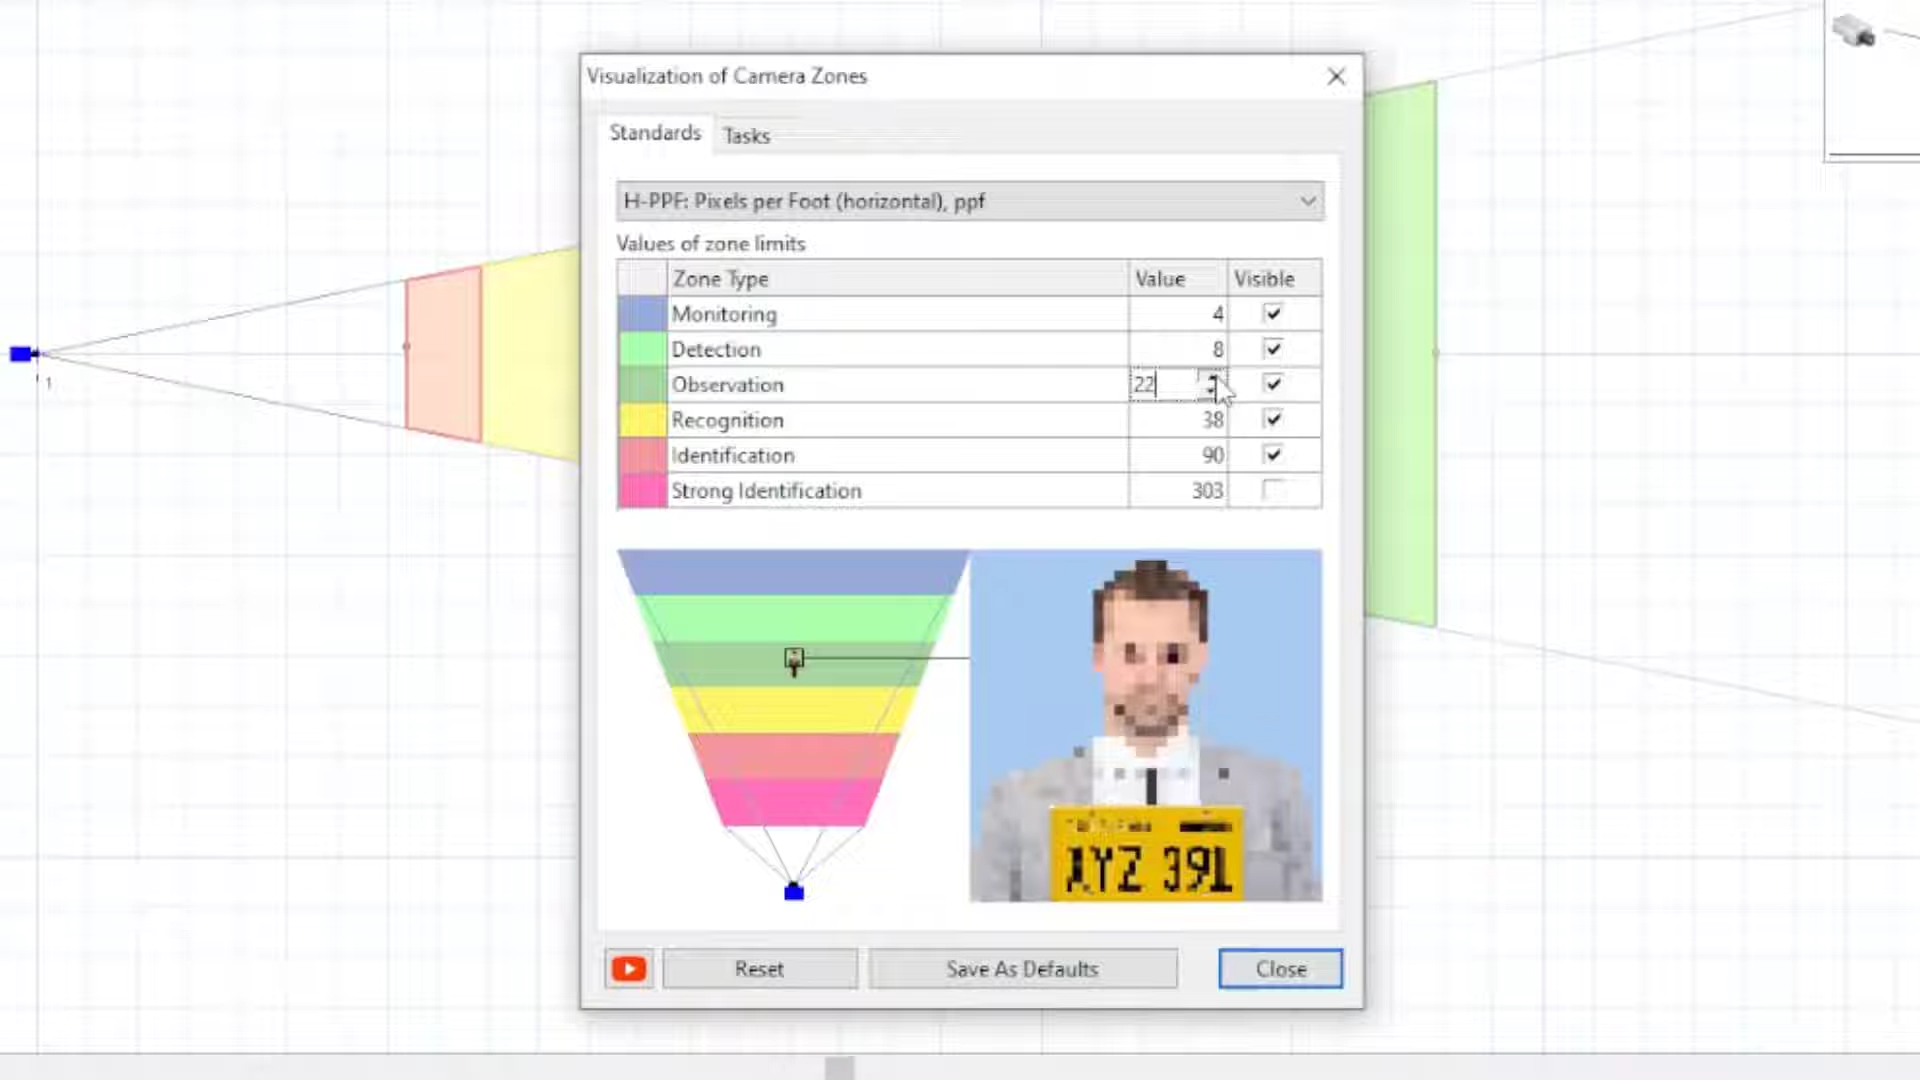 Visualization of Camera Zones
Standards Tasks
H-PPF: Pixels per Foot (horizontal), ppf
Values of zone limits
Zone Type Value Visible
Monitoring 4
Detection 8
Observation 22
Recognition 38
Identification 90
Strong Identification 303
1
AYZ 391
Reset Save As Defaults Close